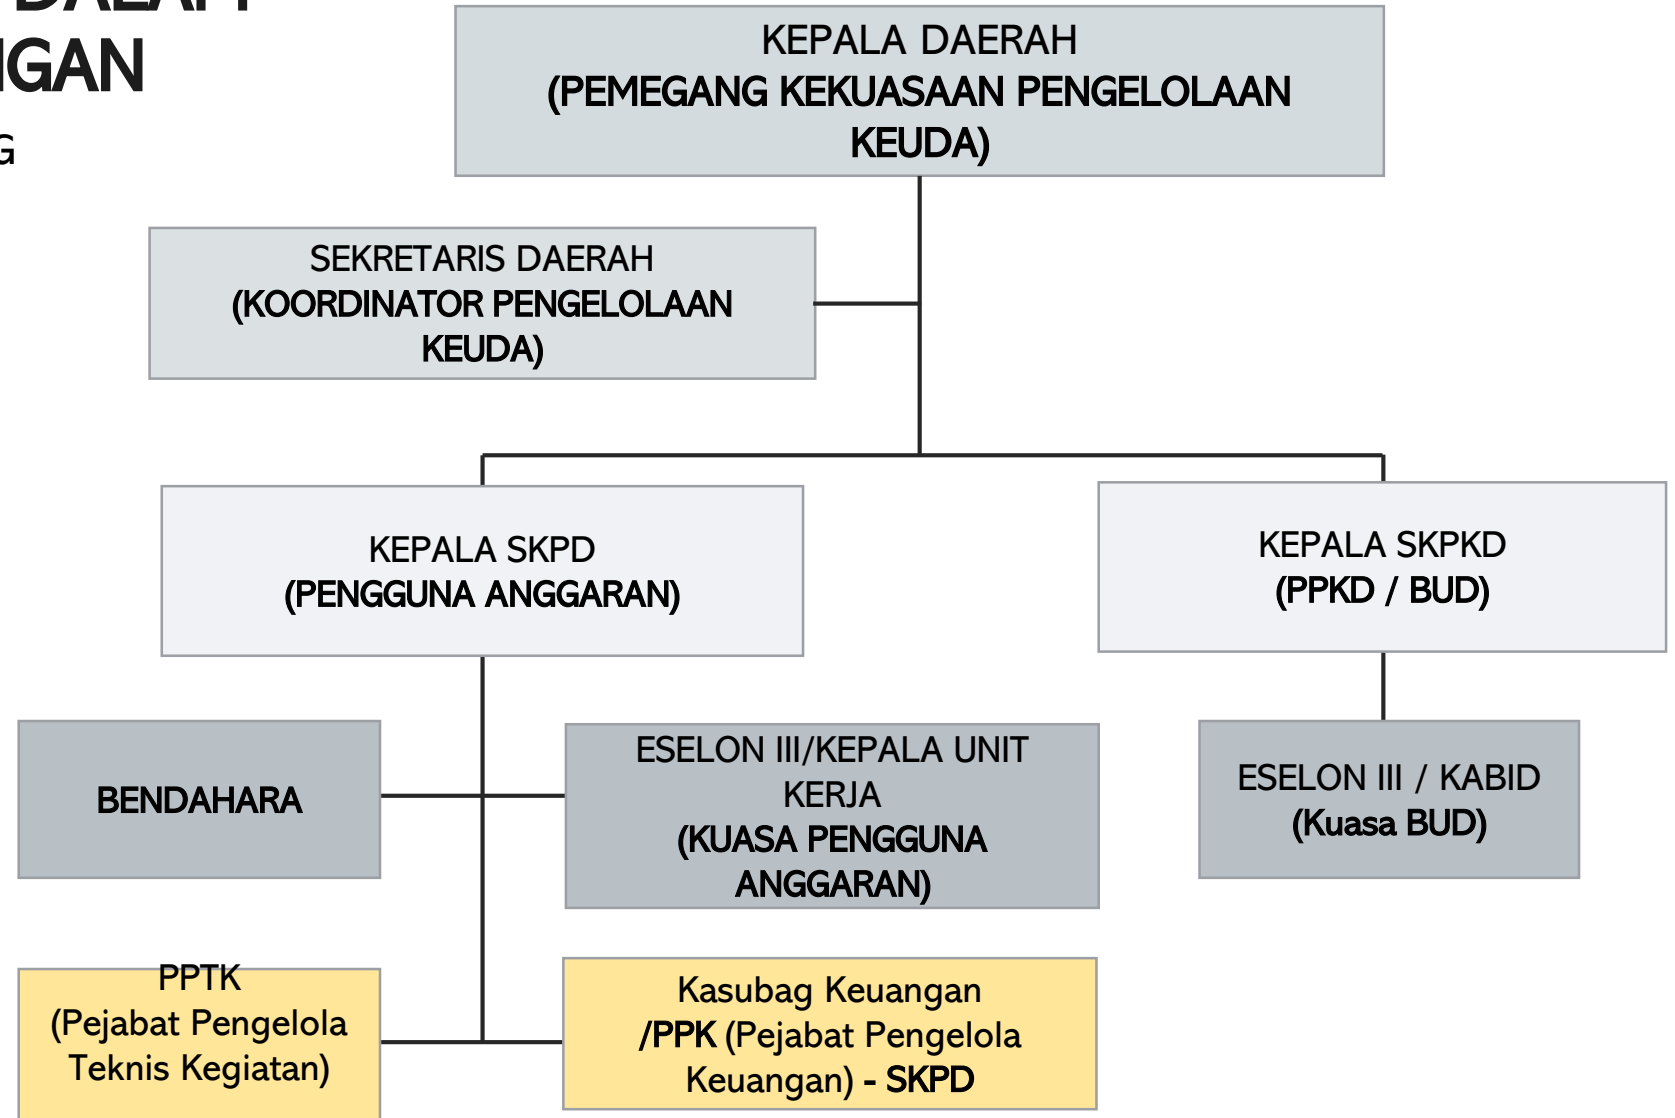 DALAM
NGAN
G
KEPALA DAERAH
(PEMEGANG KEKUASAAN PENGELOLAAN
KEUDA)
SEKRETARIS DAERAH
(KOORDINATOR PENGELOLAAN
KEUDA)
KEPALA SKPD
(PENGGUNA ANGGARAN)
KEPALA SKPKD
(PPKD / BUD)
BENDAHARA
ESELON III/KEPALA UNIT
KERJA
(KUASA PENGGUNA
ANGGARAN)
ESELON III / KABID
(Kuasa BUD)
PPTK
(Pejabat Pengelola
Teknis Kegiatan)
Kasubag Keuangan
/PPK (Pejabat Pengelola
Keuangan) - SKPD